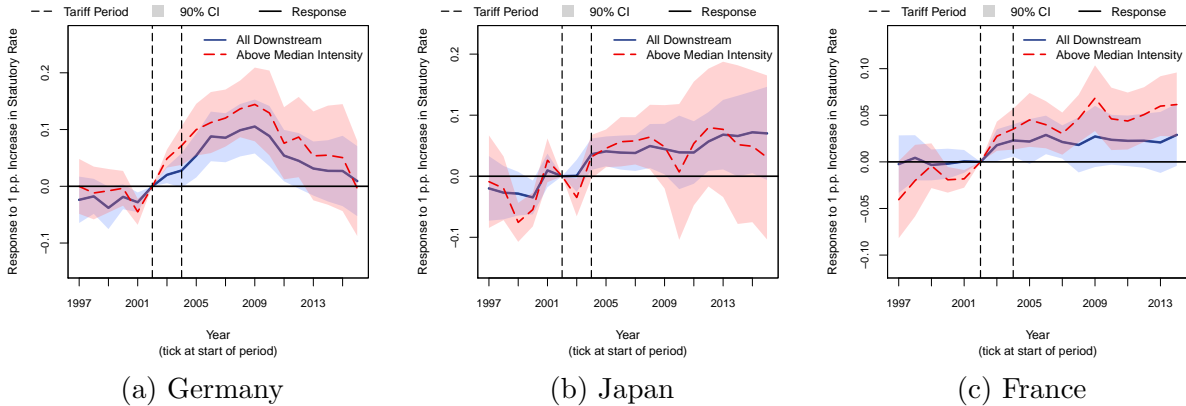 Tariff Period 90% CI Response
All Downstream
Above Median Intensity
Response to 1 p.p. Increase in Statutory Rate
0.2
0.1
0.0
−0.1
1997 2001 2005 2009 2013
Year
(tick at start of period)
(a) Germany
Tariff Period 90% CI Response
All Downstream
Above Median Intensity
Response to 1 p.p. Increase in Statutory Rate
0.2
0.1
0.0
−0.1
1997 2001 2005 2009 2013
Year
(tick at start of period)
(b) Japan
Tariff Period 90% CI Response
All Downstream
Above Median Intensity
Response to 1 p.p. Increase in Statutory Rate
0.10
0.05
0.00
−0.05
−0.10
1997 2001 2005 2009 2013
Year
(tick at start of period)
(c) France